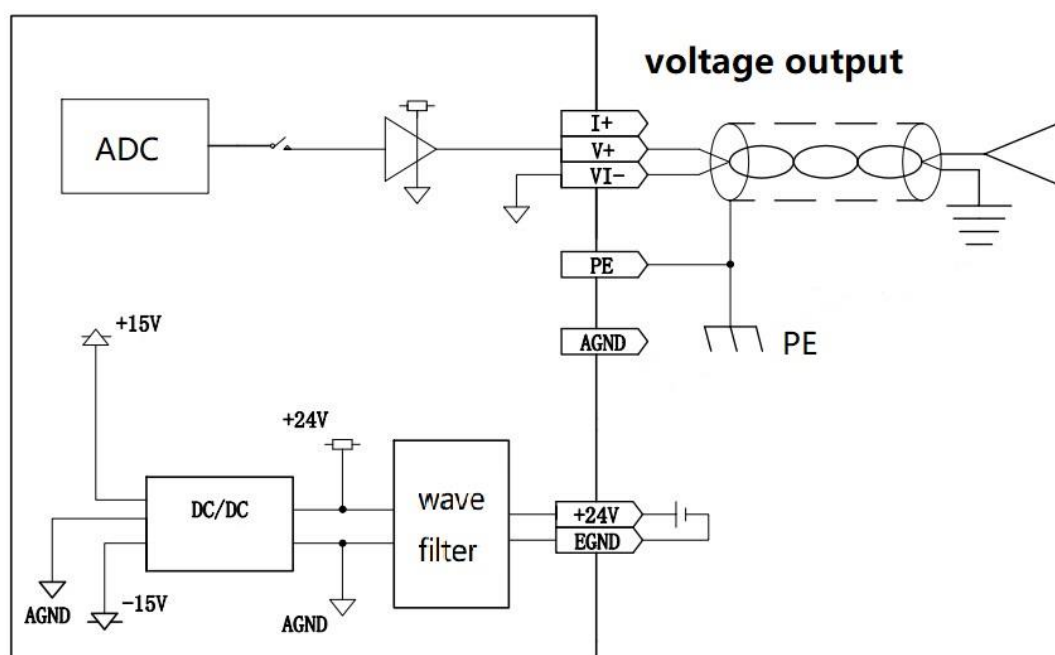 voltage output
ADC
I+
V+
VI-
PE
AGND
PE
+15V
+24V
DC/DC
wave
filter
+24V
EGND
AGND
-15V
AGND